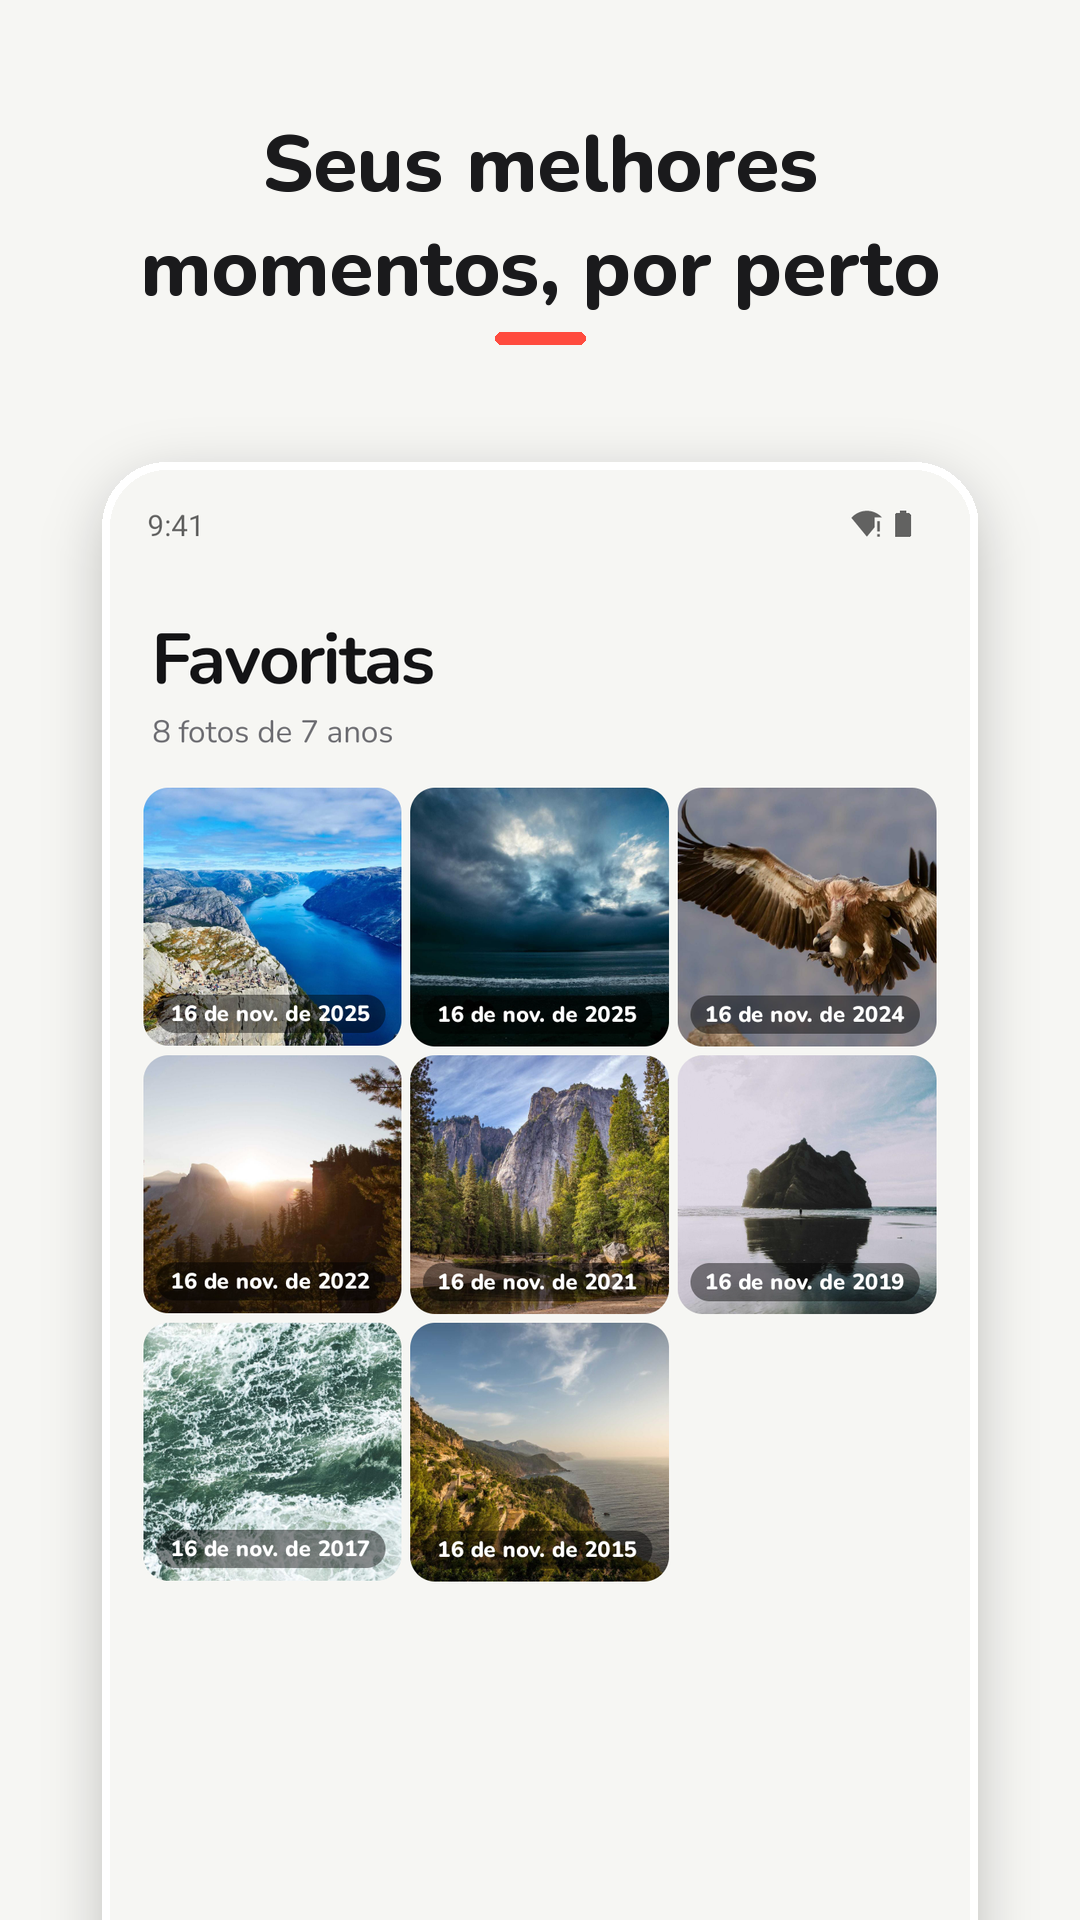 Seus melhores
momentos, por perto
9:41
Favoritas
8 fotos de 7 anos
16 de nov. de 2025
16 de nov. de 2025
16 de nov. de 2024
16 de nov. de 2022
16 de nov. de 2021
16 de nov. de 2019
16 de nov. de 2017
16 de nov. de 2015